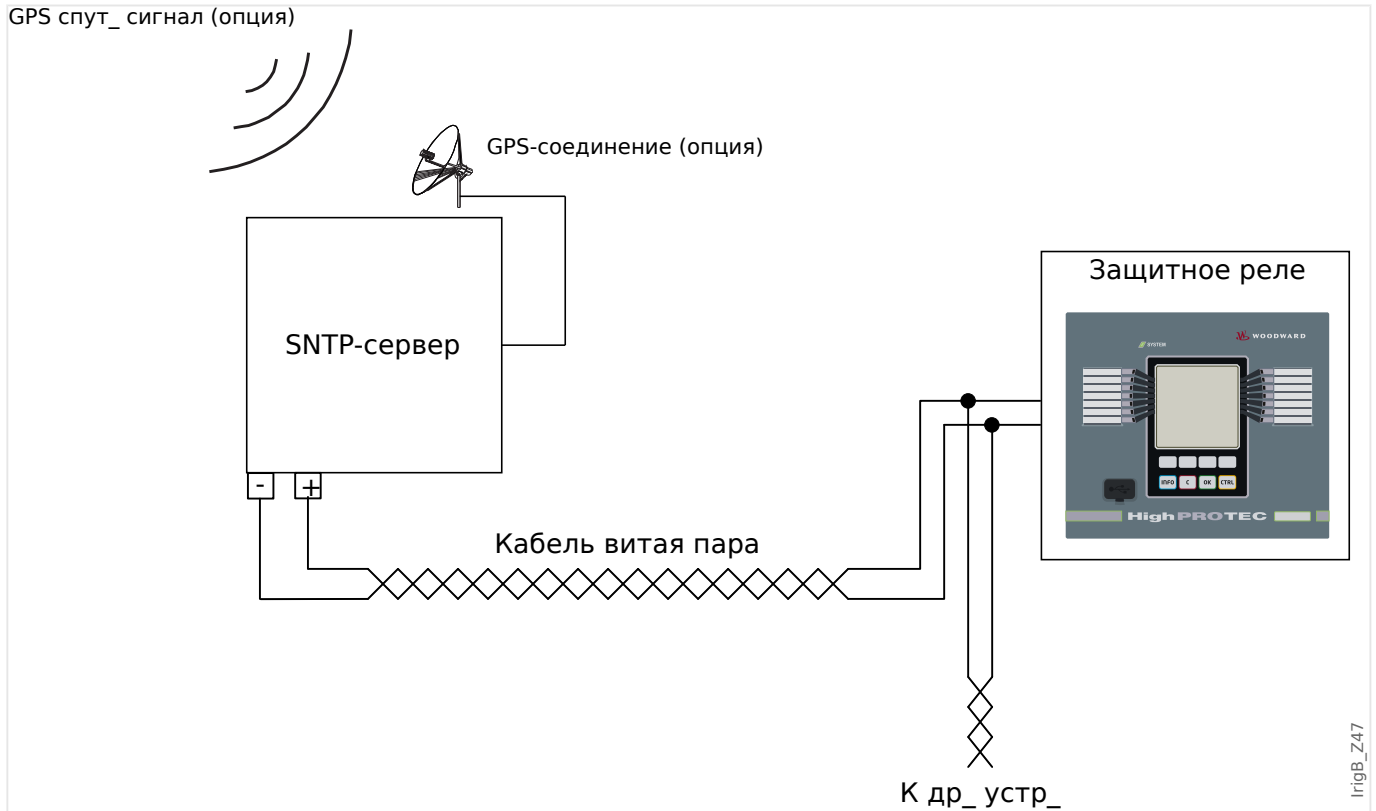 GPS спут_ сигнал (опция)
GPS-соединение (опция)
SNTP-сервер
- +
Защитное реле
WOODWARD
SYSTEM
INFO C OK CTRL
HighPROTEC
Кабель витая пара
К др_ устр_
IrigB_Z47